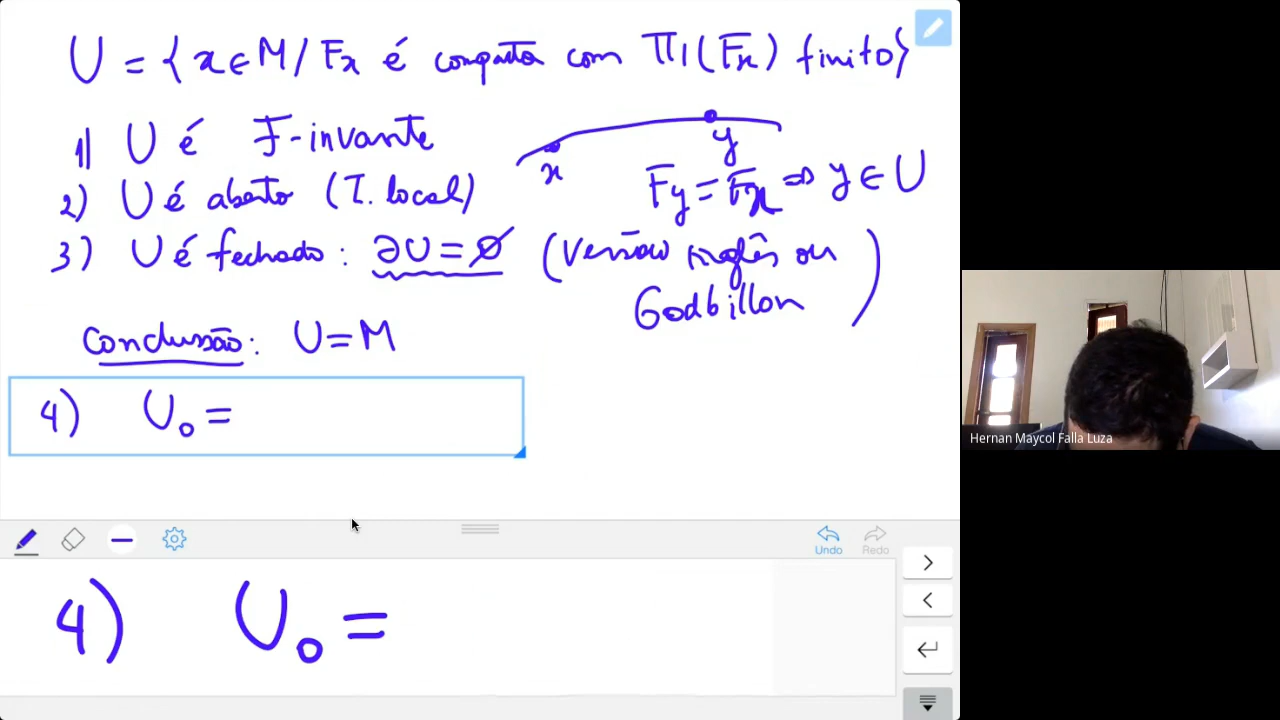 U = { x ∈ M / Fx é compacta com Π1(Fx) finito }
1) U é F-invante
x y
2) U é aberto (T. local)
Fy = Fx ⇒ y ∈ U
3) U é fechado : ∂U = ∅ (Versão inglês ou Godbillon)
Conclusão: U = M
4) U₀ =
Hernan Maycol Falla Luza
Undo Redo
4) U₀ =